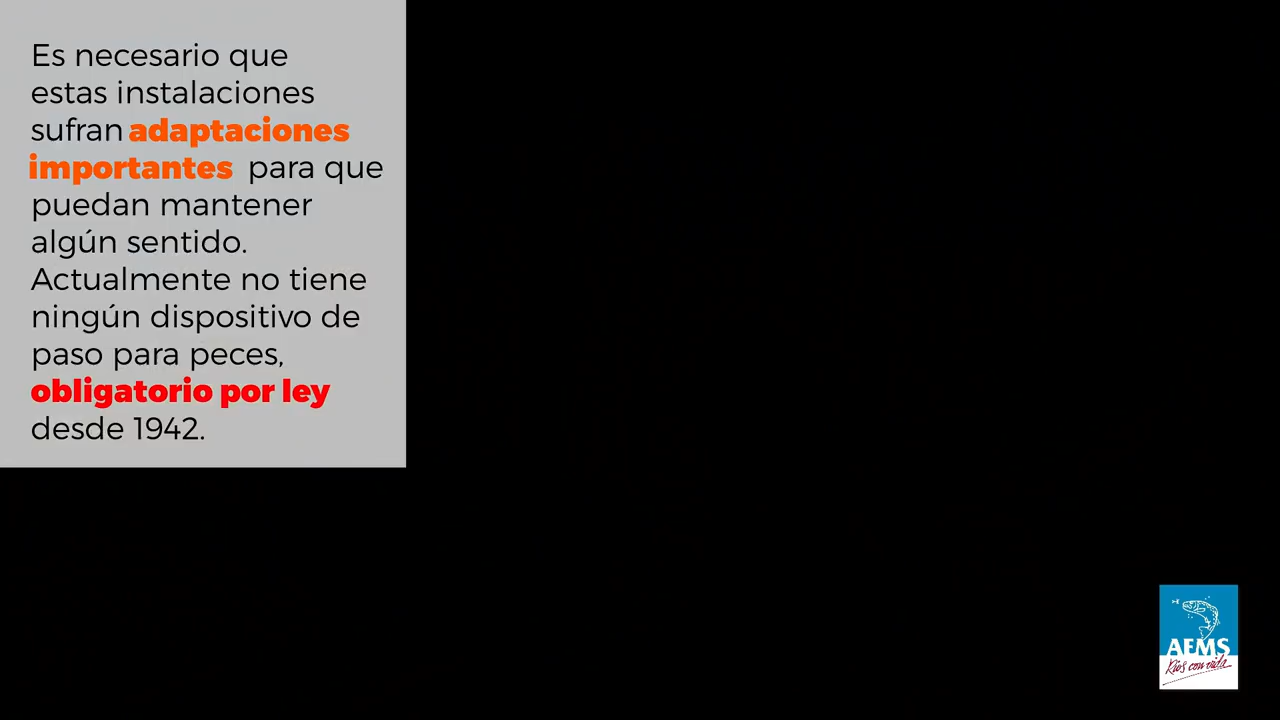 Es necesario que
estas instalaciones
sufran adaptaciones
importantes para que
puedan mantener
algún sentido.
Actualmente no tiene
ningún dispositivo de
paso para peces,
obligatorio por ley
desde 1942.
AEMS
Ríos con vida